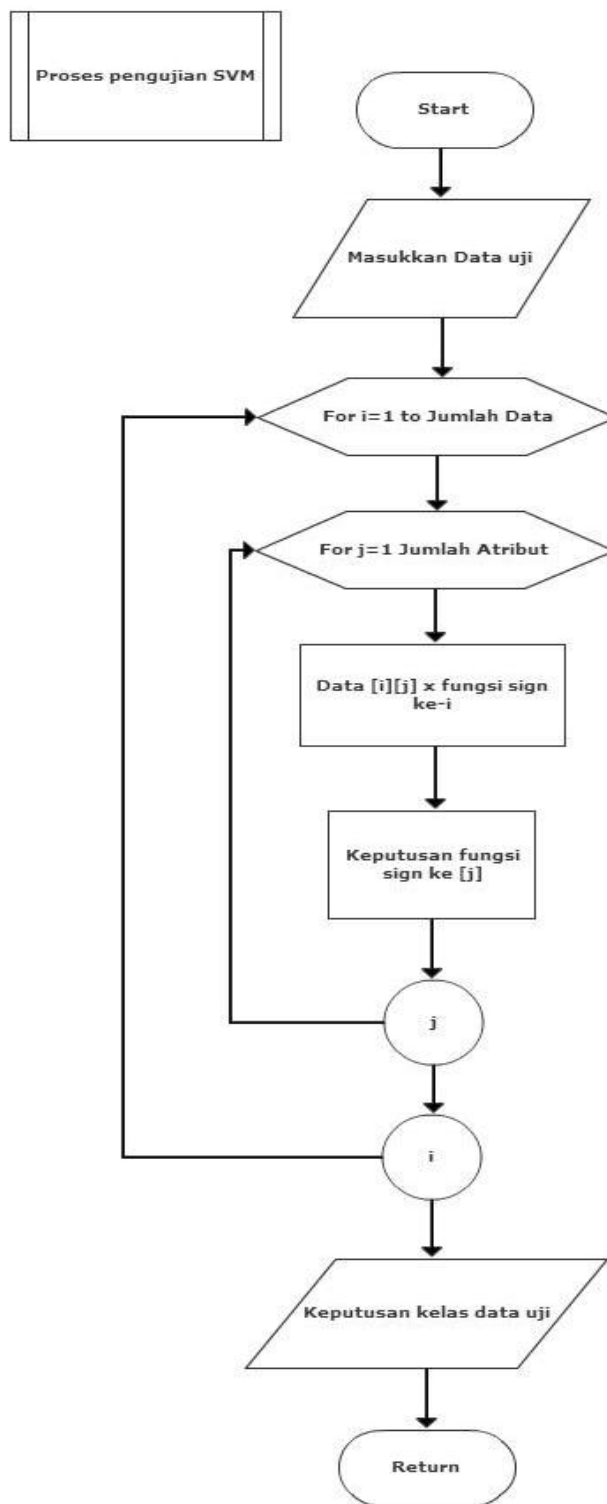 Proses pengujian SVM
Start
Masukkan Data uji
For i=1 to Jumlah Data
For j=1 Jumlah Atribut
Data [i][j] x fungsi sign
ke-i
Keputusan fungsi
sign ke [j]
j
i
Keputusan kelas data uji
Return